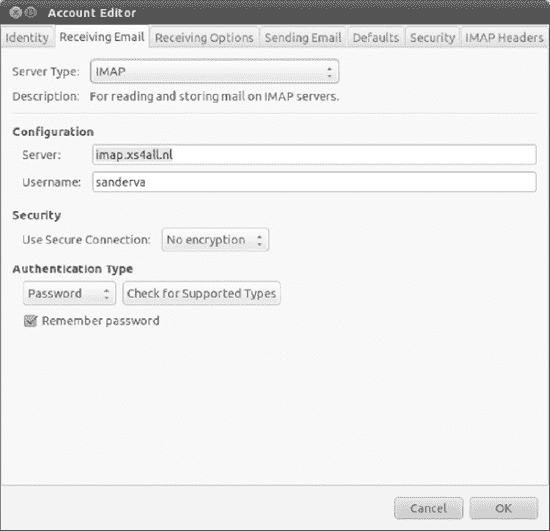 Account Editor
Identity Receiving Email Receiving Options Sending Email Defaults Security IMAP Headers
Server Type: IMAP
Description: For reading and storing mail on IMAP servers.
Configuration
Server: imap.xs4all.nl
Username: sanderva
Security
Use Secure Connection: No encryption
Authentication Type
Password Check for Supported Types
Remember password
Cancel OK